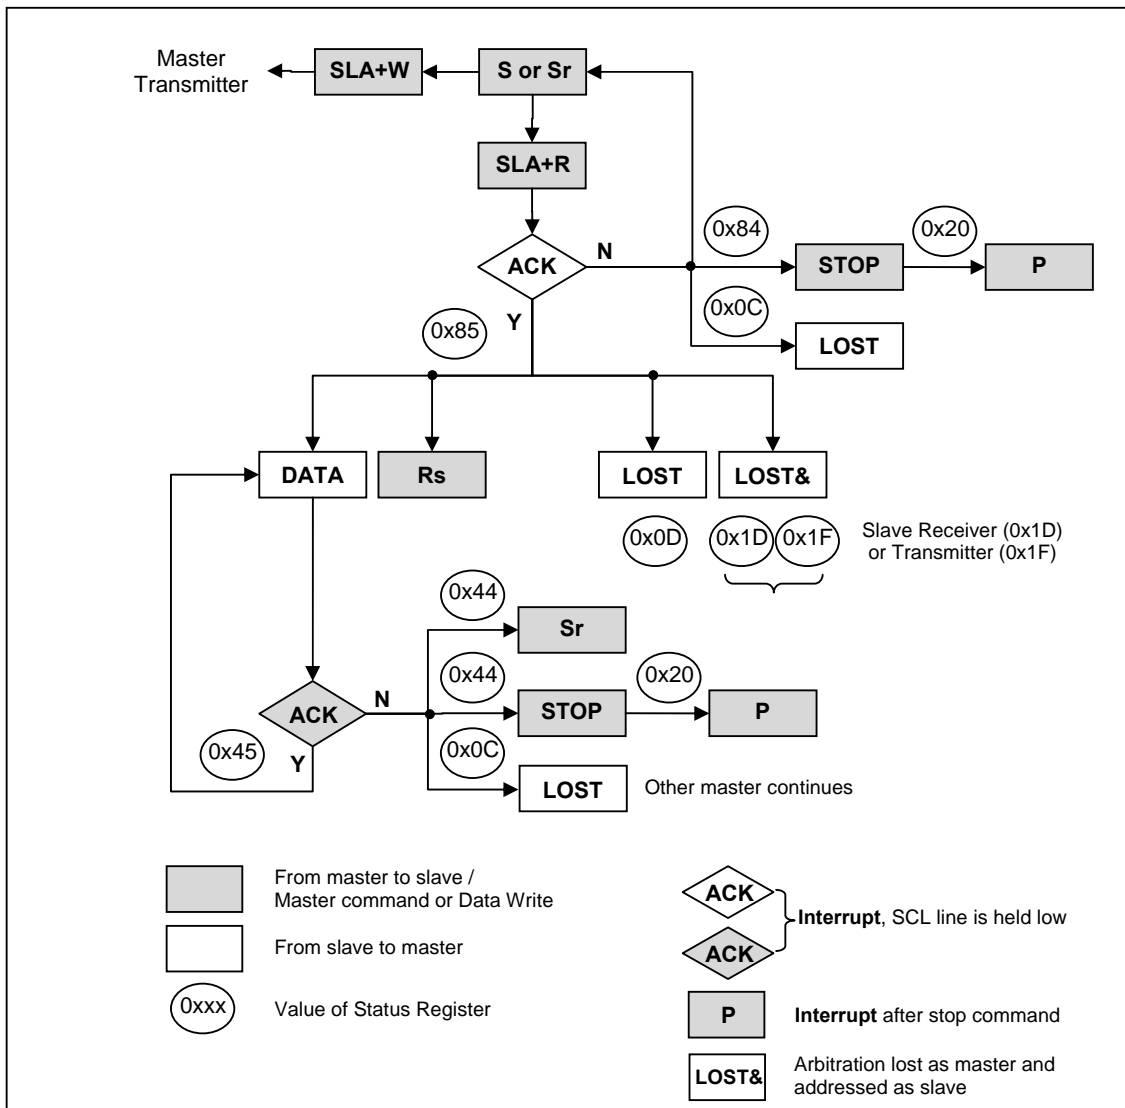 Master
Transmitter
SLA+W
S or Sr
SLA+R
ACK
N
0x84
STOP
0x20
P
0x0C
LOST
Y
0x85
DATA
Rs
LOST
LOST&
0x0D
0x1D
0x1F
Slave Receiver (0x1D)
or Transmitter (0x1F)
0x44
Sr
ACK
N
0x44
STOP
0x20
P
0x45
Y
0x0C
LOST
Other master continues
From master to slave /
Master command or Data Write
From slave to master
0xxx
Value of Status Register
ACK
ACK
Interrupt, SCL line is held low
P
Interrupt after stop command
LOST&
Arbitration lost as master and
addressed as slave